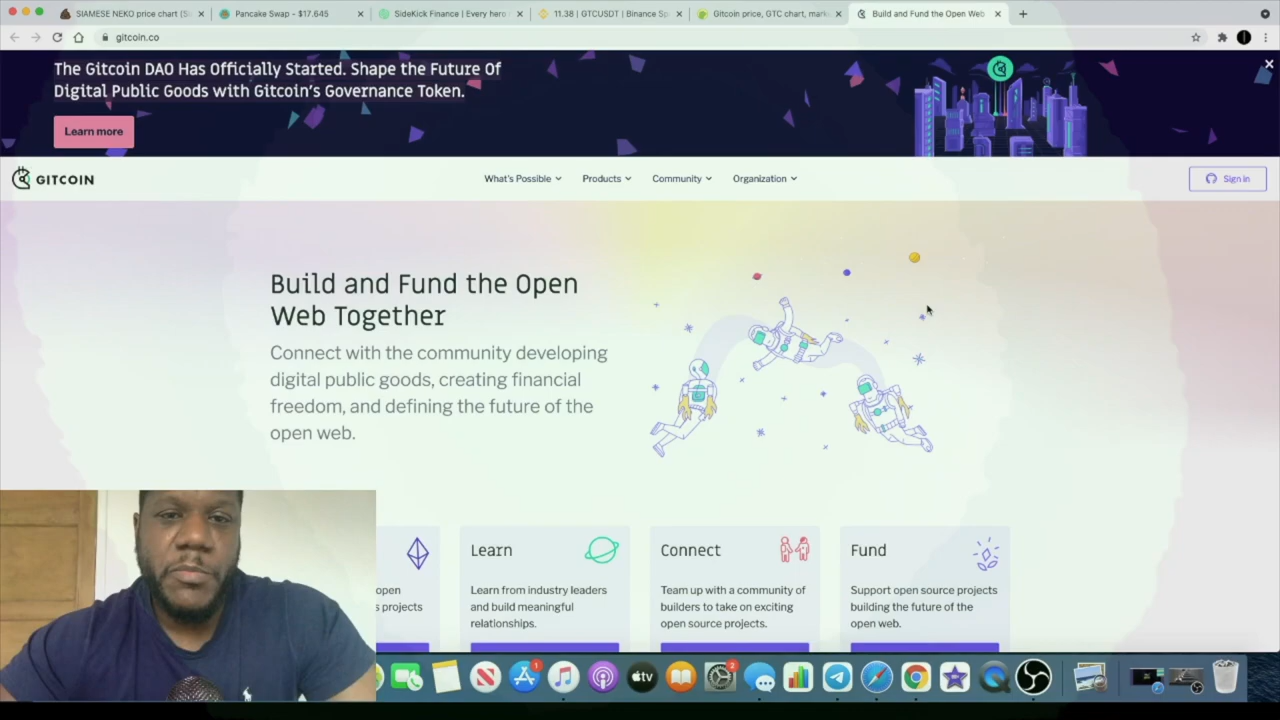 SIAMESE NEKO price chart (S
Pancake Swap - $17.645
SideKick Finance | Every hero
11.38 | GTCUSDT | Binance Sp
Gitcoin price, GTC chart, mark
Build and Fund the Open Web
gitcoin.co
The Gitcoin DAO Has Officially Started. Shape the Future Of
Digital Public Goods with Gitcoin's Governance Token.
Learn more
GITCOIN
What's Possible
Products
Community
Organization
Sign in
Build and Fund the Open
Web Together
Connect with the community developing
digital public goods, creating financial
freedom, and defining the future of the
open web.
open
projects
Learn
Learn from industry leaders
and build meaningful
relationships.
Connect
Team up with a community of
builders to take on exciting
open source projects.
Fund
Support open source projects
building the future of the
open web.
1
tv
2